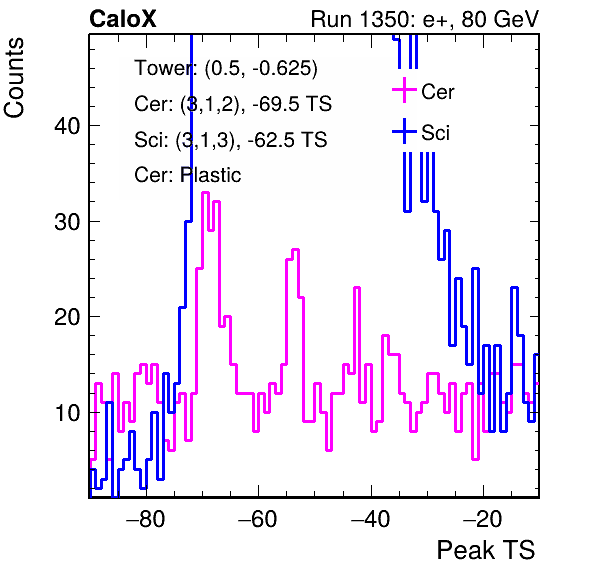 CaloX Run 1350: e+, 80 GeV
Counts
Tower: (0.5, -0.625)
Cer: (3,1,2), -69.5 TS
Sci: (3,1,3), -62.5 TS
Cer: Plastic
Cer
Sci
40
30
20
10
−80 −60 −40 −20
Peak TS